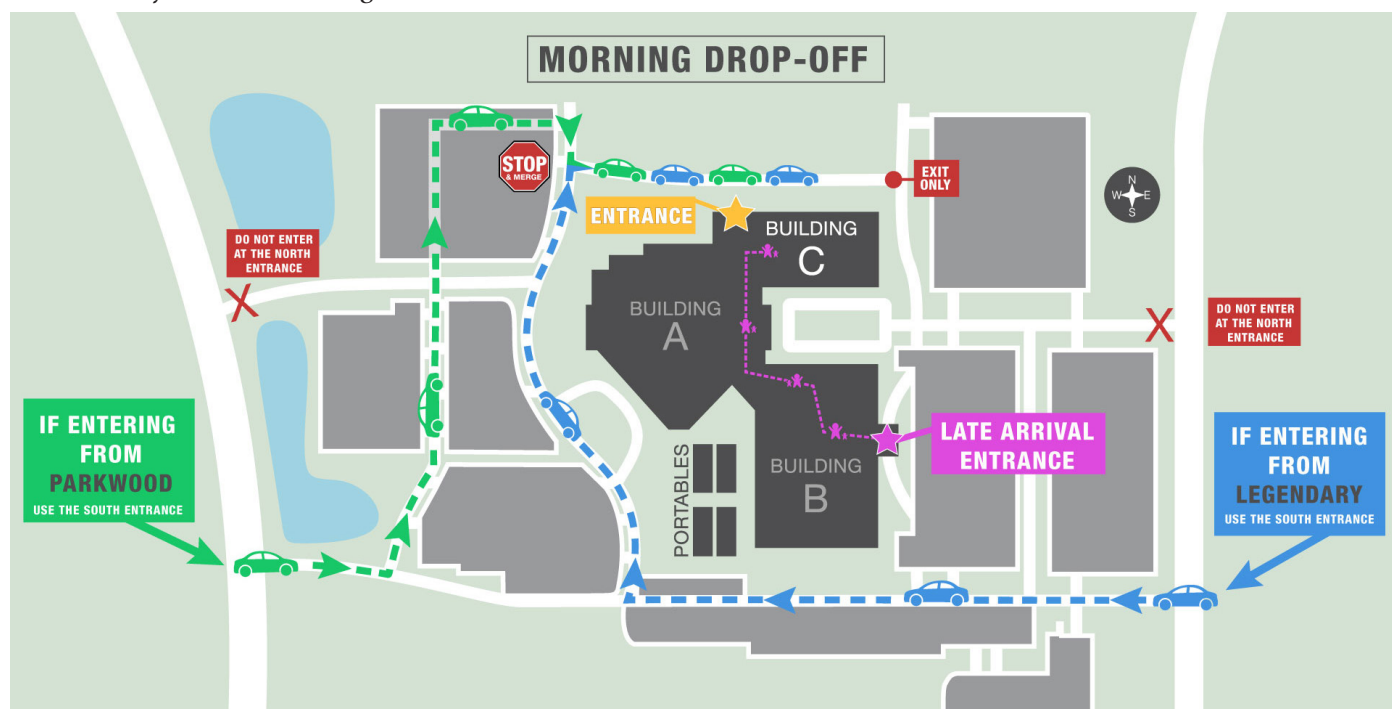 MORNING DROP-OFF
STOP
& MERGE
EXIT
ONLY
N
W E
S
ENTRANCE
BUILDING
C
DO NOT ENTER
AT THE NORTH
ENTRANCE
BUILDING
A
DO NOT ENTER
AT THE NORTH
ENTRANCE
IF ENTERING
FROM
PARKWOOD
USE THE SOUTH ENTRANCE
LATE ARRIVAL
ENTRANCE
IF ENTERING
FROM
LEGENDARY
USE THE SOUTH ENTRANCE
PORTABLES
BUILDING
B